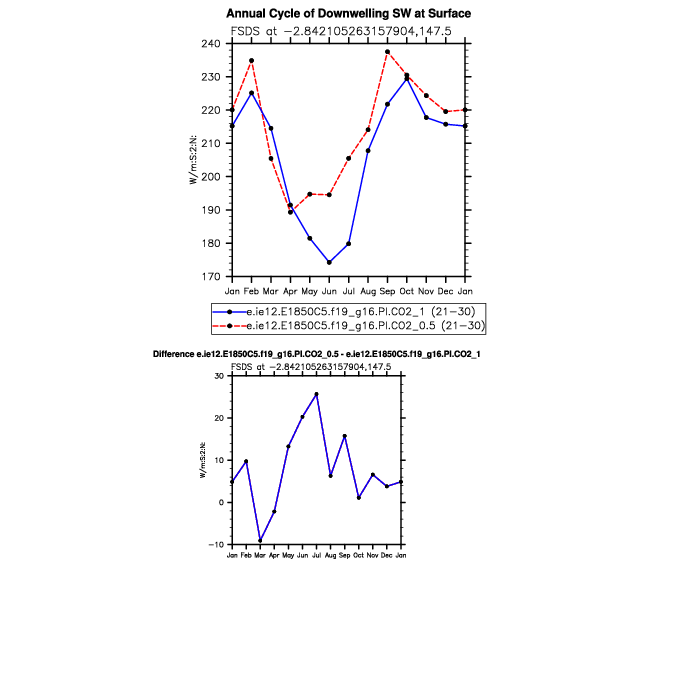 Annual Cycle of Downwelling SW at Surface
FSDS at −2.842105263157904,147.5
240
230
220
210
200
190
180
170
W/m:S:2:N:
Jan Feb Mar Apr May Jun Jul Aug Sep Oct Nov Dec Jan
e.ie12.E1850C5.f19_g16.PI.CO2_1 (21−30)
e.ie12.E1850C5.f19_g16.PI.CO2_0.5 (21−30)
Difference e.ie12.E1850C5.f19_g16.PI.CO2_0.5 - e.ie12.E1850C5.f19_g16.PI.CO2_1
FSDS at −2.842105263157904,147.5
30
20
10
0
−10
W/m:S:2:N:
Jan Feb Mar Apr May Jun Jul Aug Sep Oct Nov Dec Jan